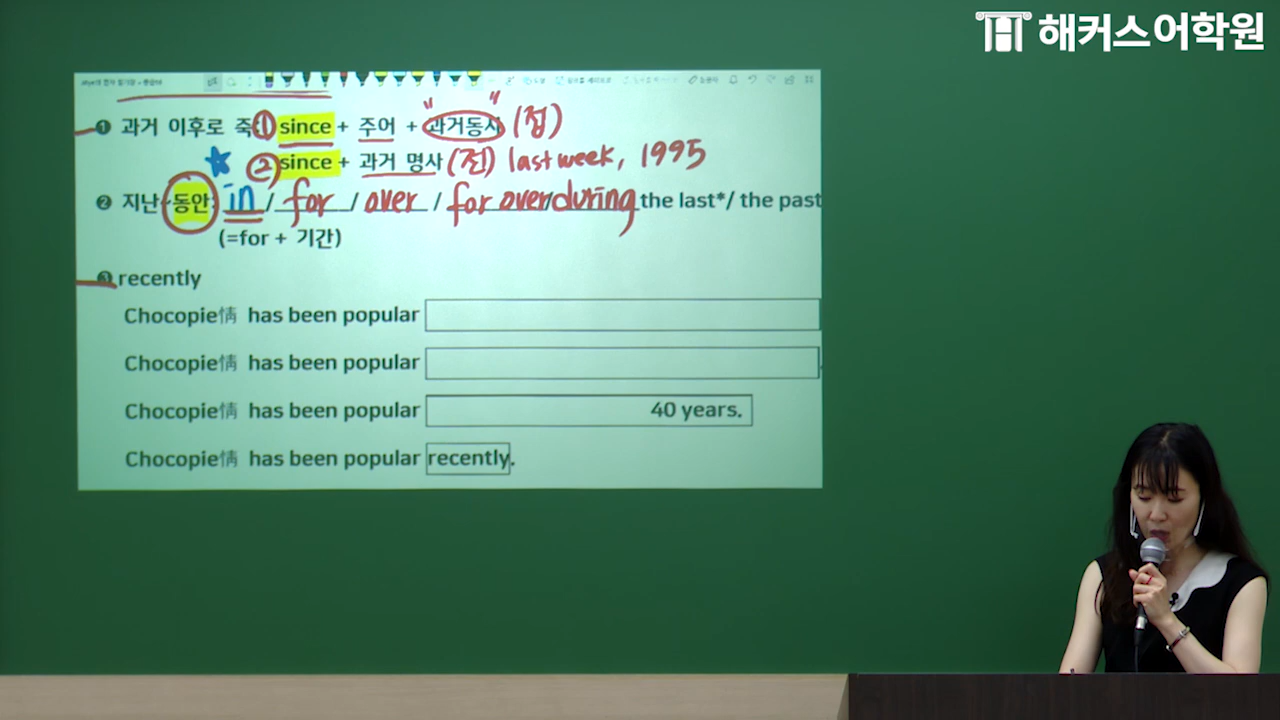 해커스어학원
❶ 과거 이후로 죽 ① since + 주어 + "과거동사" (접)
② since + 과거 명사 (전) last week, 1995
❷ 지난~동안: in / for / over / for over/during the last*/ the past
(=for + 기간)
❸ recently
Chocopie情 has been popular
Chocopie情 has been popular
Chocopie情 has been popular 40 years.
Chocopie情 has been popular recently.